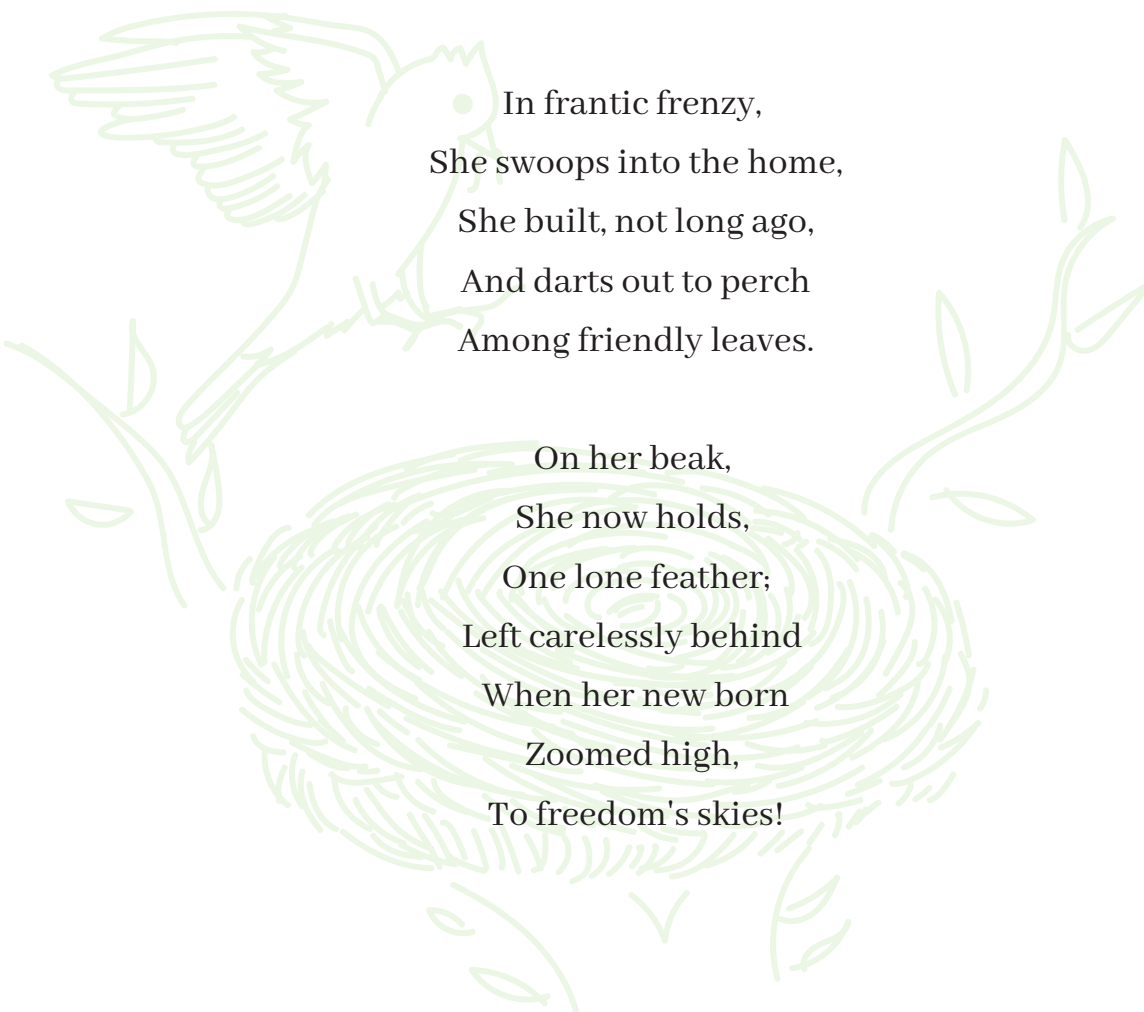 In frantic frenzy,
She swoops into the home,
She built, not long ago,
And darts out to perch
Among friendly leaves.
On her beak,
She now holds,
One lone feather;
Left carelessly behind
When her new born
Zoomed high,
To freedom's skies!